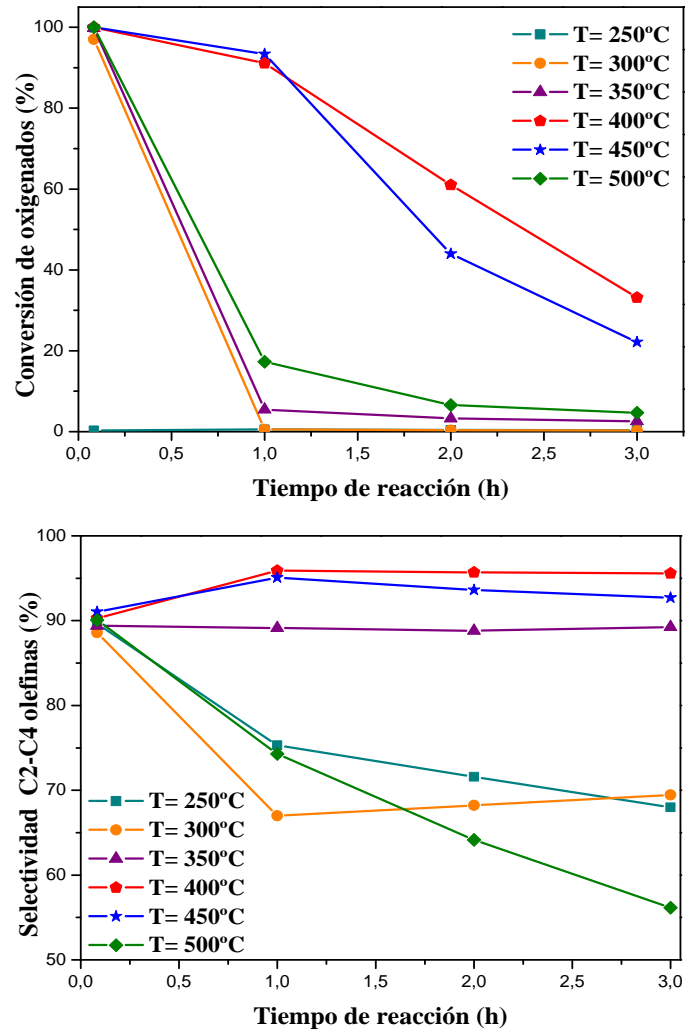 Conversión de oxigenados (%)
100
80
60
40
20
0
T= 250ºC
T= 300ºC
T= 350ºC
T= 400ºC
T= 450ºC
T= 500ºC
0,0 0,5 1,0 1,5 2,0 2,5 3,0
Tiempo de reacción (h)
Selectividad C2-C4 olefinas (%)
100
90
80
70
60
50
T= 250ºC
T= 300ºC
T= 350ºC
T= 400ºC
T= 450ºC
T= 500ºC
0,0 0,5 1,0 1,5 2,0 2,5 3,0
Tiempo de reacción (h)